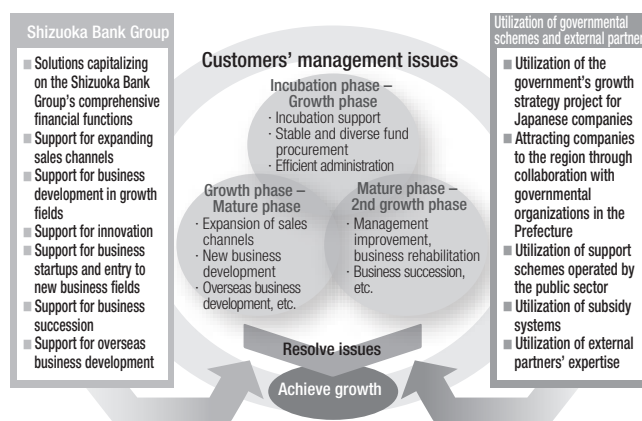 Shizuoka Bank Group
■ Solutions capitalizing
on the Shizuoka Bank
Group's comprehensive
financial functions
■ Support for expanding
sales channels
■ Support for business
development in growth
fields
■ Support for innovation
■ Support for business
startups and entry to
new business fields
■ Support for business
succession
■ Support for overseas
business development
Customers' management issues
Incubation phase –
Growth phase
· Incubation support
· Stable and diverse fund
procurement
· Efficient administration
Growth phase –
Mature phase
· Expansion of sales
channels
· New business
development
· Overseas business
development, etc.
Mature phase –
2nd growth phase
· Management
improvement,
business rehabilitation
· Business succession,
etc.
Resolve issues
Achieve growth
Utilization of governmental
schemes and external partner
■ Utilization of the
government's growth
strategy project for
Japanese companies
■ Attracting companies
to the region through
collaboration with
governmental
organizations in the
Prefecture
■ Utilization of support
schemes operated by
the public sector
■ Utilization of subsidy
systems
■ Utilization of external
partners' expertise